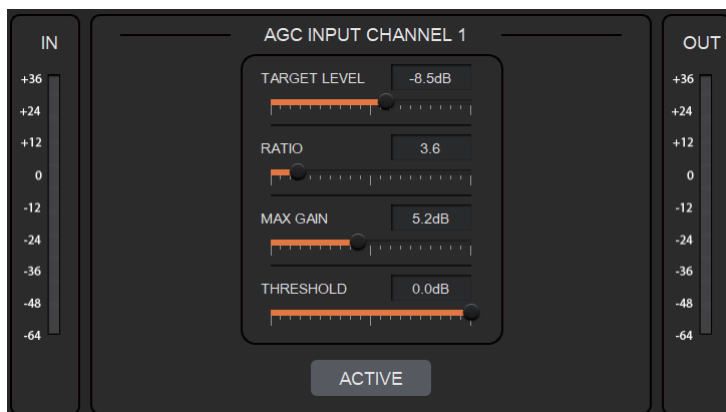 IN
+36
+24
+12
0
-12
-24
-36
-48
-64
AGC INPUT CHANNEL 1
TARGET LEVEL -8.5dB
RATIO 3.6
MAX GAIN 5.2dB
THRESHOLD 0.0dB
ACTIVE
OUT
+36
+24
+12
0
-12
-24
-36
-48
-64